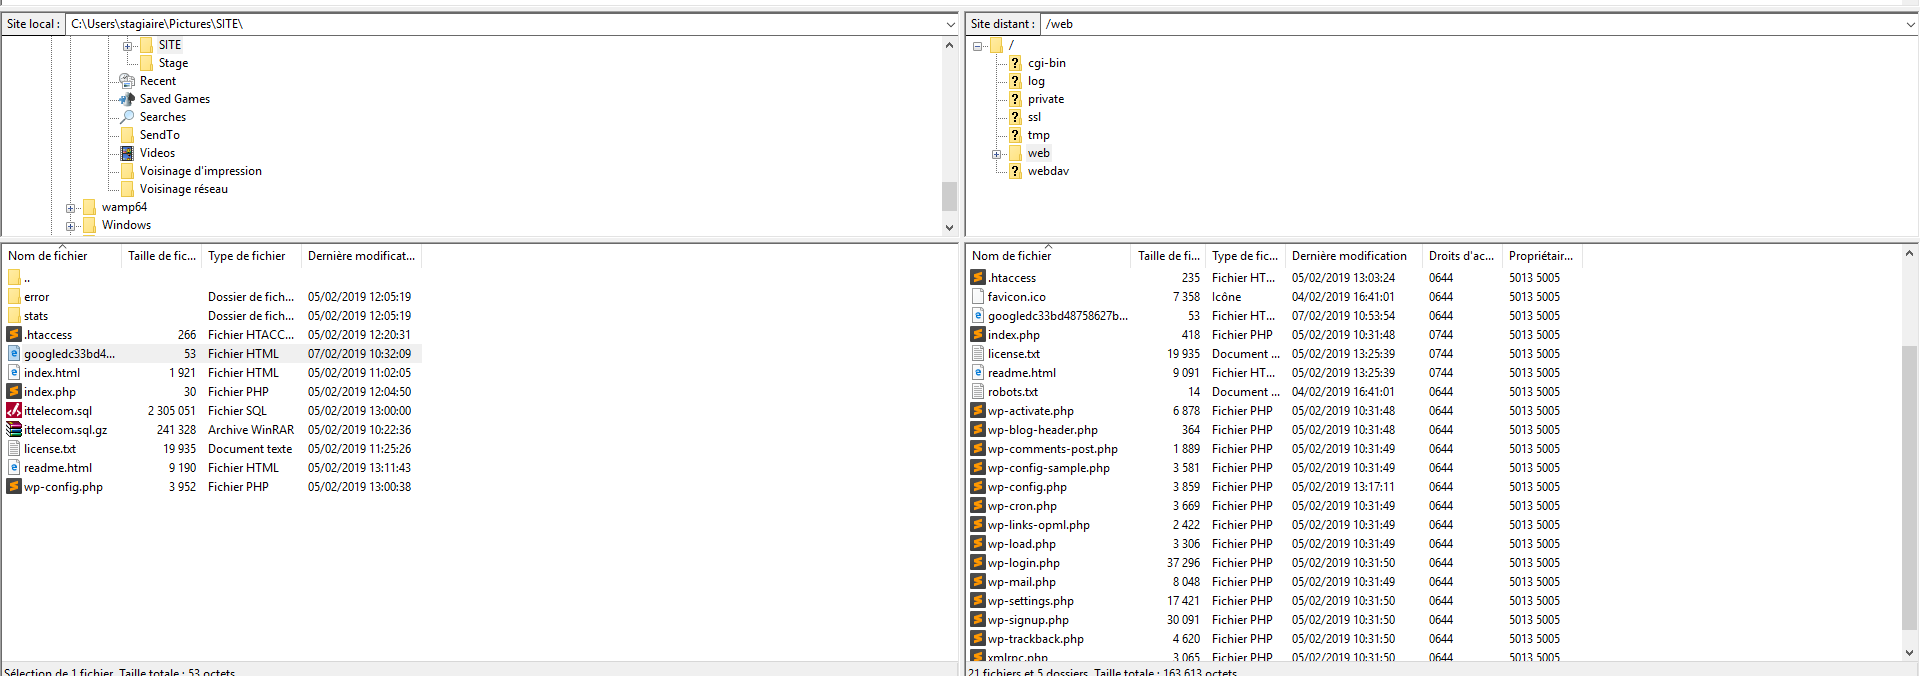 Site local : C:\Users\stagiaire\Pictures\SITE\
SITE
Stage
Recent
Saved Games
Searches
SendTo
Videos
Voisinage d'impression
Voisinage réseau
wamp64
Windows
Site distant : /web
/
cgi-bin
log
private
ssl
tmp
web
webdav
Nom de fichier Taille de fic... Type de fichier Dernière modificat...
..
error Dossier de fich... 05/02/2019 12:05:19
stats Dossier de fich... 05/02/2019 12:05:19
.htaccess 266 Fichier HTACC... 05/02/2019 12:20:31
googledc33bd4... 53 Fichier HTML 07/02/2019 10:32:09
index.html 1 921 Fichier HTML 05/02/2019 11:02:05
index.php 30 Fichier PHP 05/02/2019 12:04:50
ittelecom.sql 2 305 051 Fichier SQL 05/02/2019 13:00:00
ittelecom.sql.gz 241 328 Archive WinRAR 05/02/2019 10:22:36
license.txt 19 935 Document texte 05/02/2019 11:25:26
readme.html 9 190 Fichier HTML 05/02/2019 13:11:43
wp-config.php 3 952 Fichier PHP 05/02/2019 13:00:38
Sélection de 1 fichier. Taille totale : 53 octets
Nom de fichier Taille de fi... Type de fic... Dernière modification Droits d'ac... Propriétair...
.htaccess 235 Fichier HT... 05/02/2019 13:03:24 0644 5013 5005
favicon.ico 7 358 Icône 04/02/2019 16:41:01 0644 5013 5005
googledc33bd48758627b... 53 Fichier HT... 07/02/2019 10:53:54 0644 5013 5005
index.php 418 Fichier PHP 05/02/2019 10:31:48 0744 5013 5005
license.txt 19 935 Document ... 05/02/2019 13:25:39 0744 5013 5005
readme.html 9 091 Fichier HT... 05/02/2019 13:25:39 0744 5013 5005
robots.txt 14 Document ... 04/02/2019 16:41:01 0644 5013 5005
wp-activate.php 6 878 Fichier PHP 05/02/2019 10:31:48 0644 5013 5005
wp-blog-header.php 364 Fichier PHP 05/02/2019 10:31:48 0644 5013 5005
wp-comments-post.php 1 889 Fichier PHP 05/02/2019 10:31:49 0644 5013 5005
wp-config-sample.php 3 581 Fichier PHP 05/02/2019 10:31:49 0644 5013 5005
wp-config.php 3 859 Fichier PHP 05/02/2019 13:17:11 0644 5013 5005
wp-cron.php 3 669 Fichier PHP 05/02/2019 10:31:49 0644 5013 5005
wp-links-opml.php 2 422 Fichier PHP 05/02/2019 10:31:49 0644 5013 5005
wp-load.php 3 306 Fichier PHP 05/02/2019 10:31:49 0644 5013 5005
wp-login.php 37 296 Fichier PHP 05/02/2019 10:31:50 0644 5013 5005
wp-mail.php 8 048 Fichier PHP 05/02/2019 10:31:49 0644 5013 5005
wp-settings.php 17 421 Fichier PHP 05/02/2019 10:31:50 0644 5013 5005
wp-signup.php 30 091 Fichier PHP 05/02/2019 10:31:50 0644 5013 5005
wp-trackback.php 4 620 Fichier PHP 05/02/2019 10:31:50 0644 5013 5005
xmlrpc.php 3 065 Fichier PHP 05/02/2019 10:31:50 0644 5013 5005
21 fichiers et 5 dossiers. Taille totale : 163 613 octets